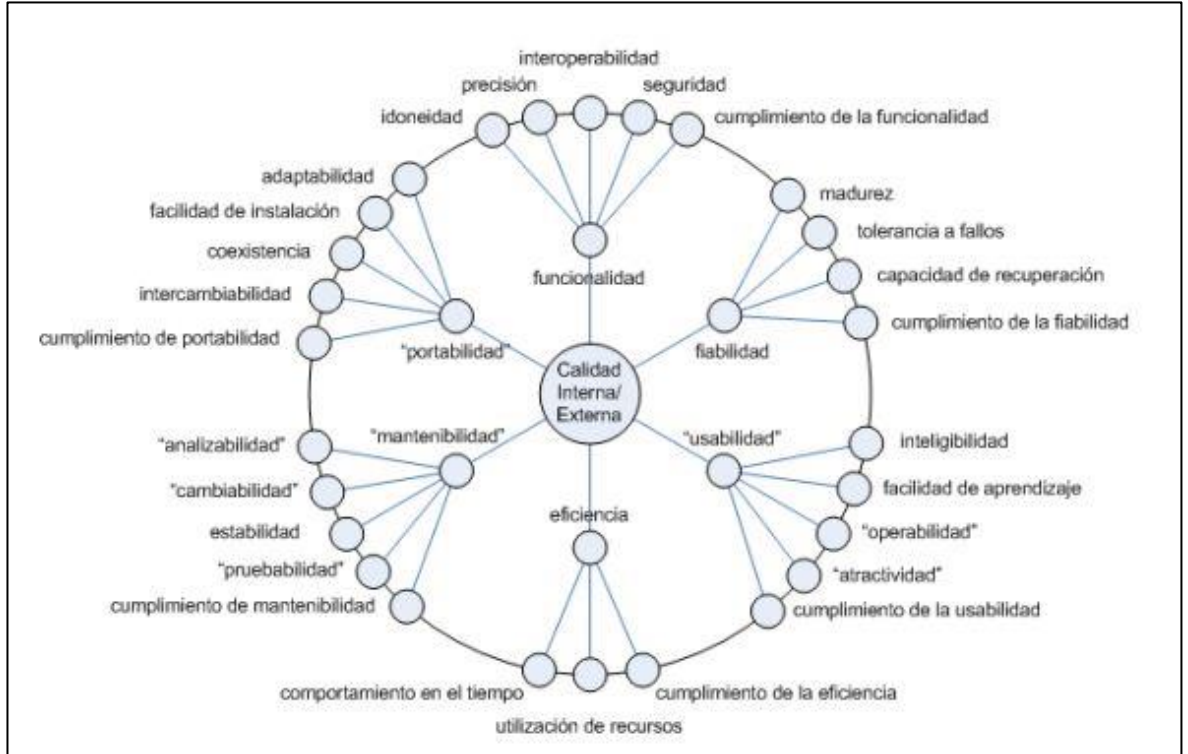 interoperabilidad
precisión
seguridad
idoneidad
cumplimiento de la funcionalidad
adaptabilidad
madurez
facilidad de instalación
tolerancia a fallos
coexistencia
funcionalidad
capacidad de recuperación
intercambiabilidad
cumplimiento de la fiabilidad
cumplimiento de portabilidad
"portabilidad"
fiabilidad
Calidad
Interna/
Externa
"mantenibilidad"
"usabilidad"
"analizabilidad"
inteligibilidad
"cambiabilidad"
facilidad de aprendizaje
eficiencia
estabilidad
"operabilidad"
"pruebabilidad"
"atractividad"
cumplimiento de mantenibilidad
cumplimiento de la usabilidad
comportamiento en el tiempo
cumplimiento de la eficiencia
utilización de recursos